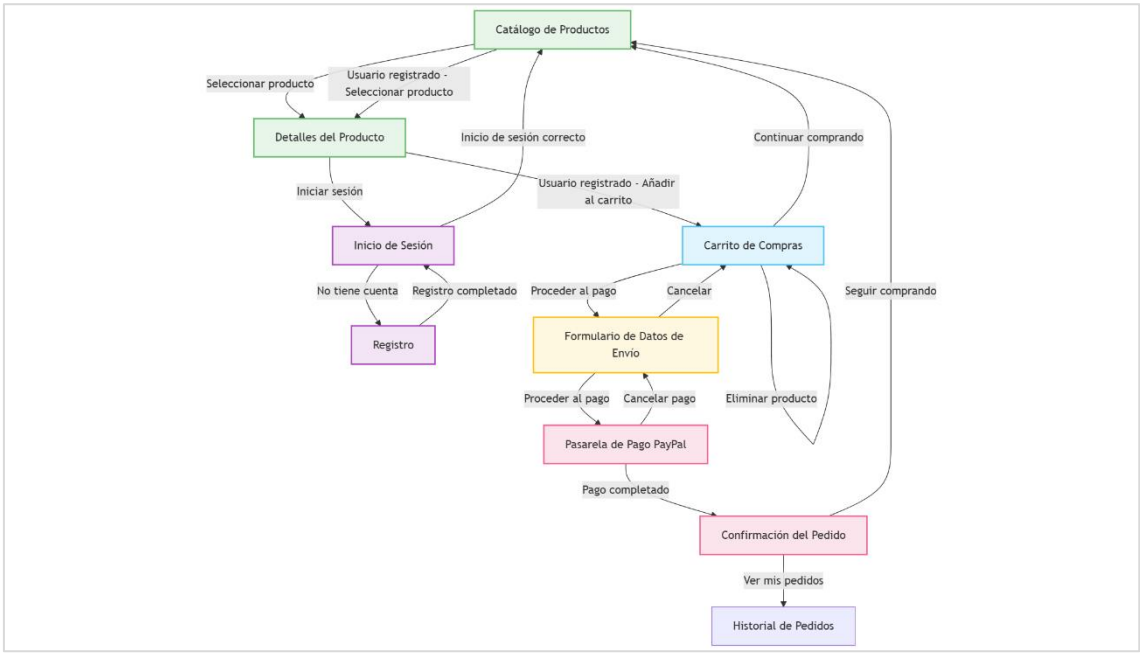 Catálogo de Productos
Seleccionar producto
Usuario registrado -
Seleccionar producto
Detalles del Producto
Inicio de sesión correcto
Continuar comprando
Iniciar sesión
Usuario registrado - Añadir
al carrito
Inicio de Sesión
Carrito de Compras
No tiene cuenta
Registro completado
Proceder al pago
Cancelar
Seguir comprando
Registro
Formulario de Datos de
Envío
Proceder al pago
Cancelar pago
Eliminar producto
Pasarela de Pago PayPal
Pago completado
Confirmación del Pedido
Ver mis pedidos
Historial de Pedidos